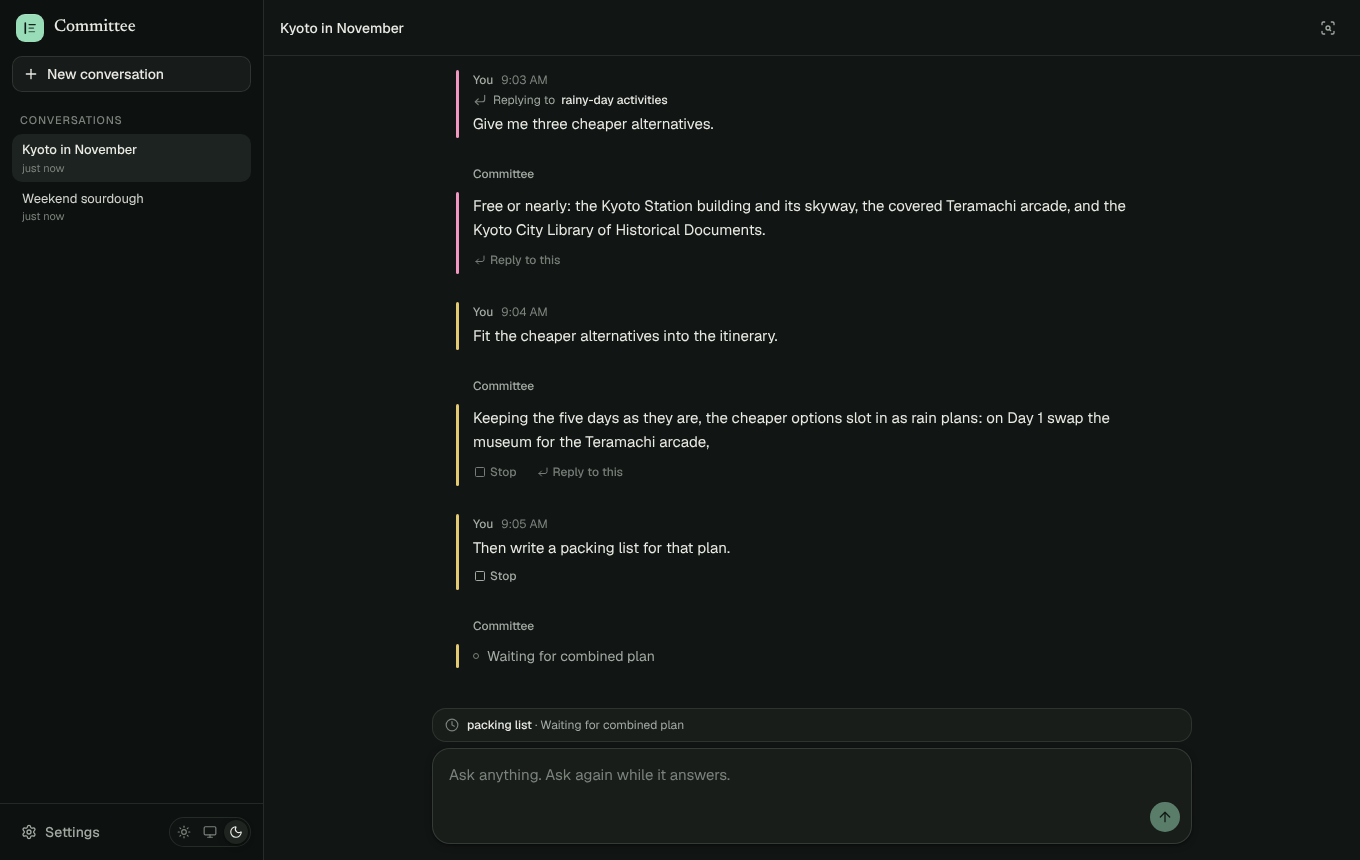 Committee
New conversation
CONVERSATIONS
Kyoto in November
just now
Weekend sourdough
just now
Settings
Kyoto in November
You 9:03 AM
Replying to rainy-day activities
Give me three cheaper alternatives.
Committee
Free or nearly: the Kyoto Station building and its skyway, the covered Teramachi arcade, and the
Kyoto City Library of Historical Documents.
Reply to this
You 9:04 AM
Fit the cheaper alternatives into the itinerary.
Committee
Keeping the five days as they are, the cheaper options slot in as rain plans: on Day 1 swap the
museum for the Teramachi arcade,
Stop Reply to this
You 9:05 AM
Then write a packing list for that plan.
Stop
Committee
Waiting for combined plan
packing list · Waiting for combined plan
Ask anything. Ask again while it answers.